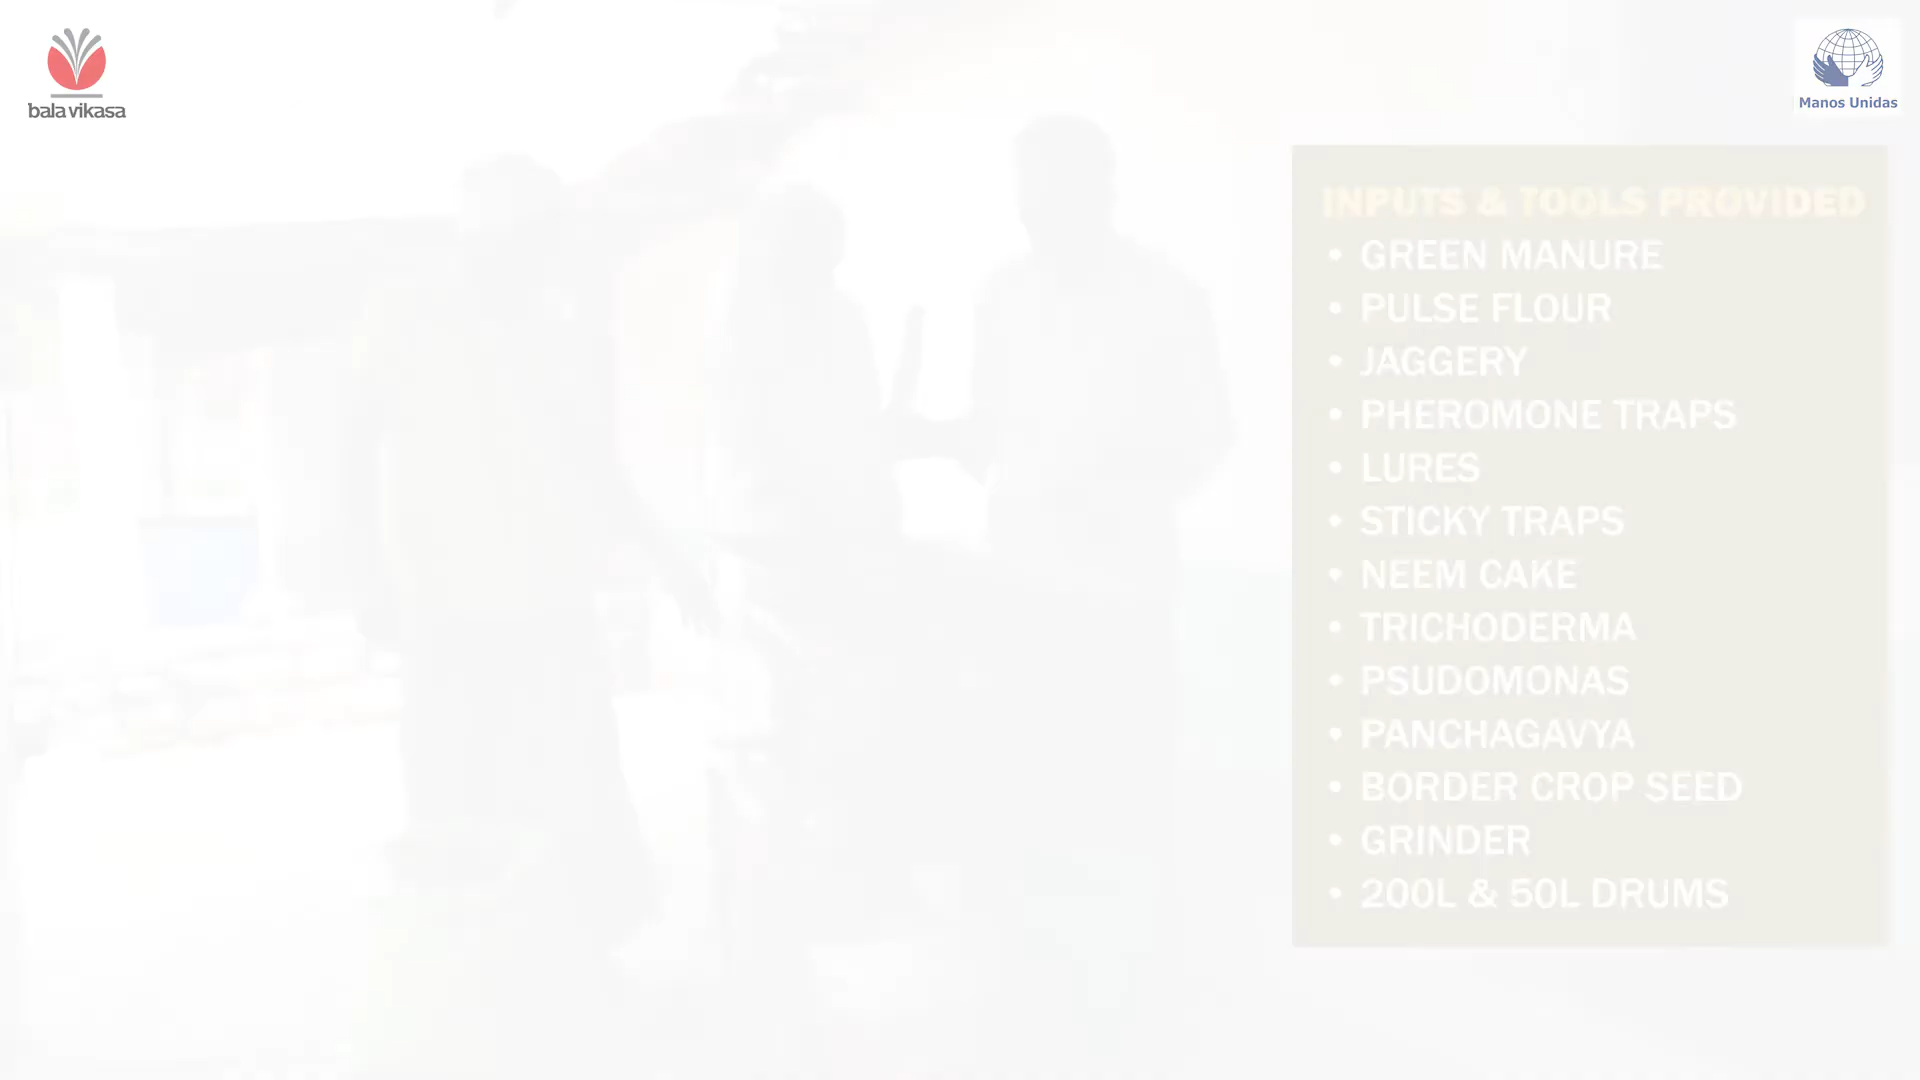 bala vikasa
Manos Unidas
INPUTS & TOOLS PROVIDED
• GREEN MANURE
• PULSE FLOUR
• JAGGERY
• PHEROMONE TRAPS
• LURES
• STICKY TRAPS
• NEEM CAKE
• TRICHODERMA
• PSUDOMONAS
• PANCHAGAVYA
• BORDER CROP SEED
• GRINDER
• 200L & 50L DRUMS